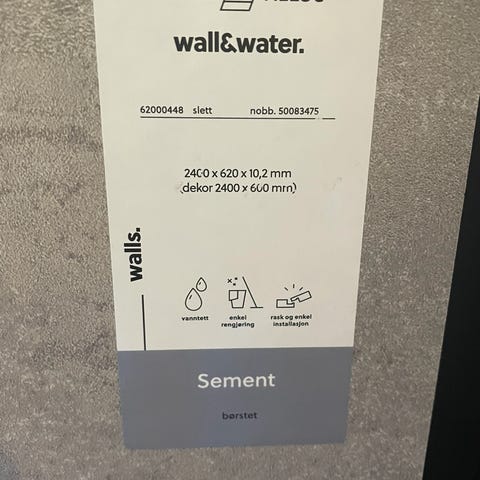 wall&water.
62000448 slett nobb. 50083475
2400 x 620 x 10,2 mm
(dekor 2400 x 600 mm)
walls.
vanntett
enkel
rengjøring
rask og enkel
installasjon
Sement
børstet